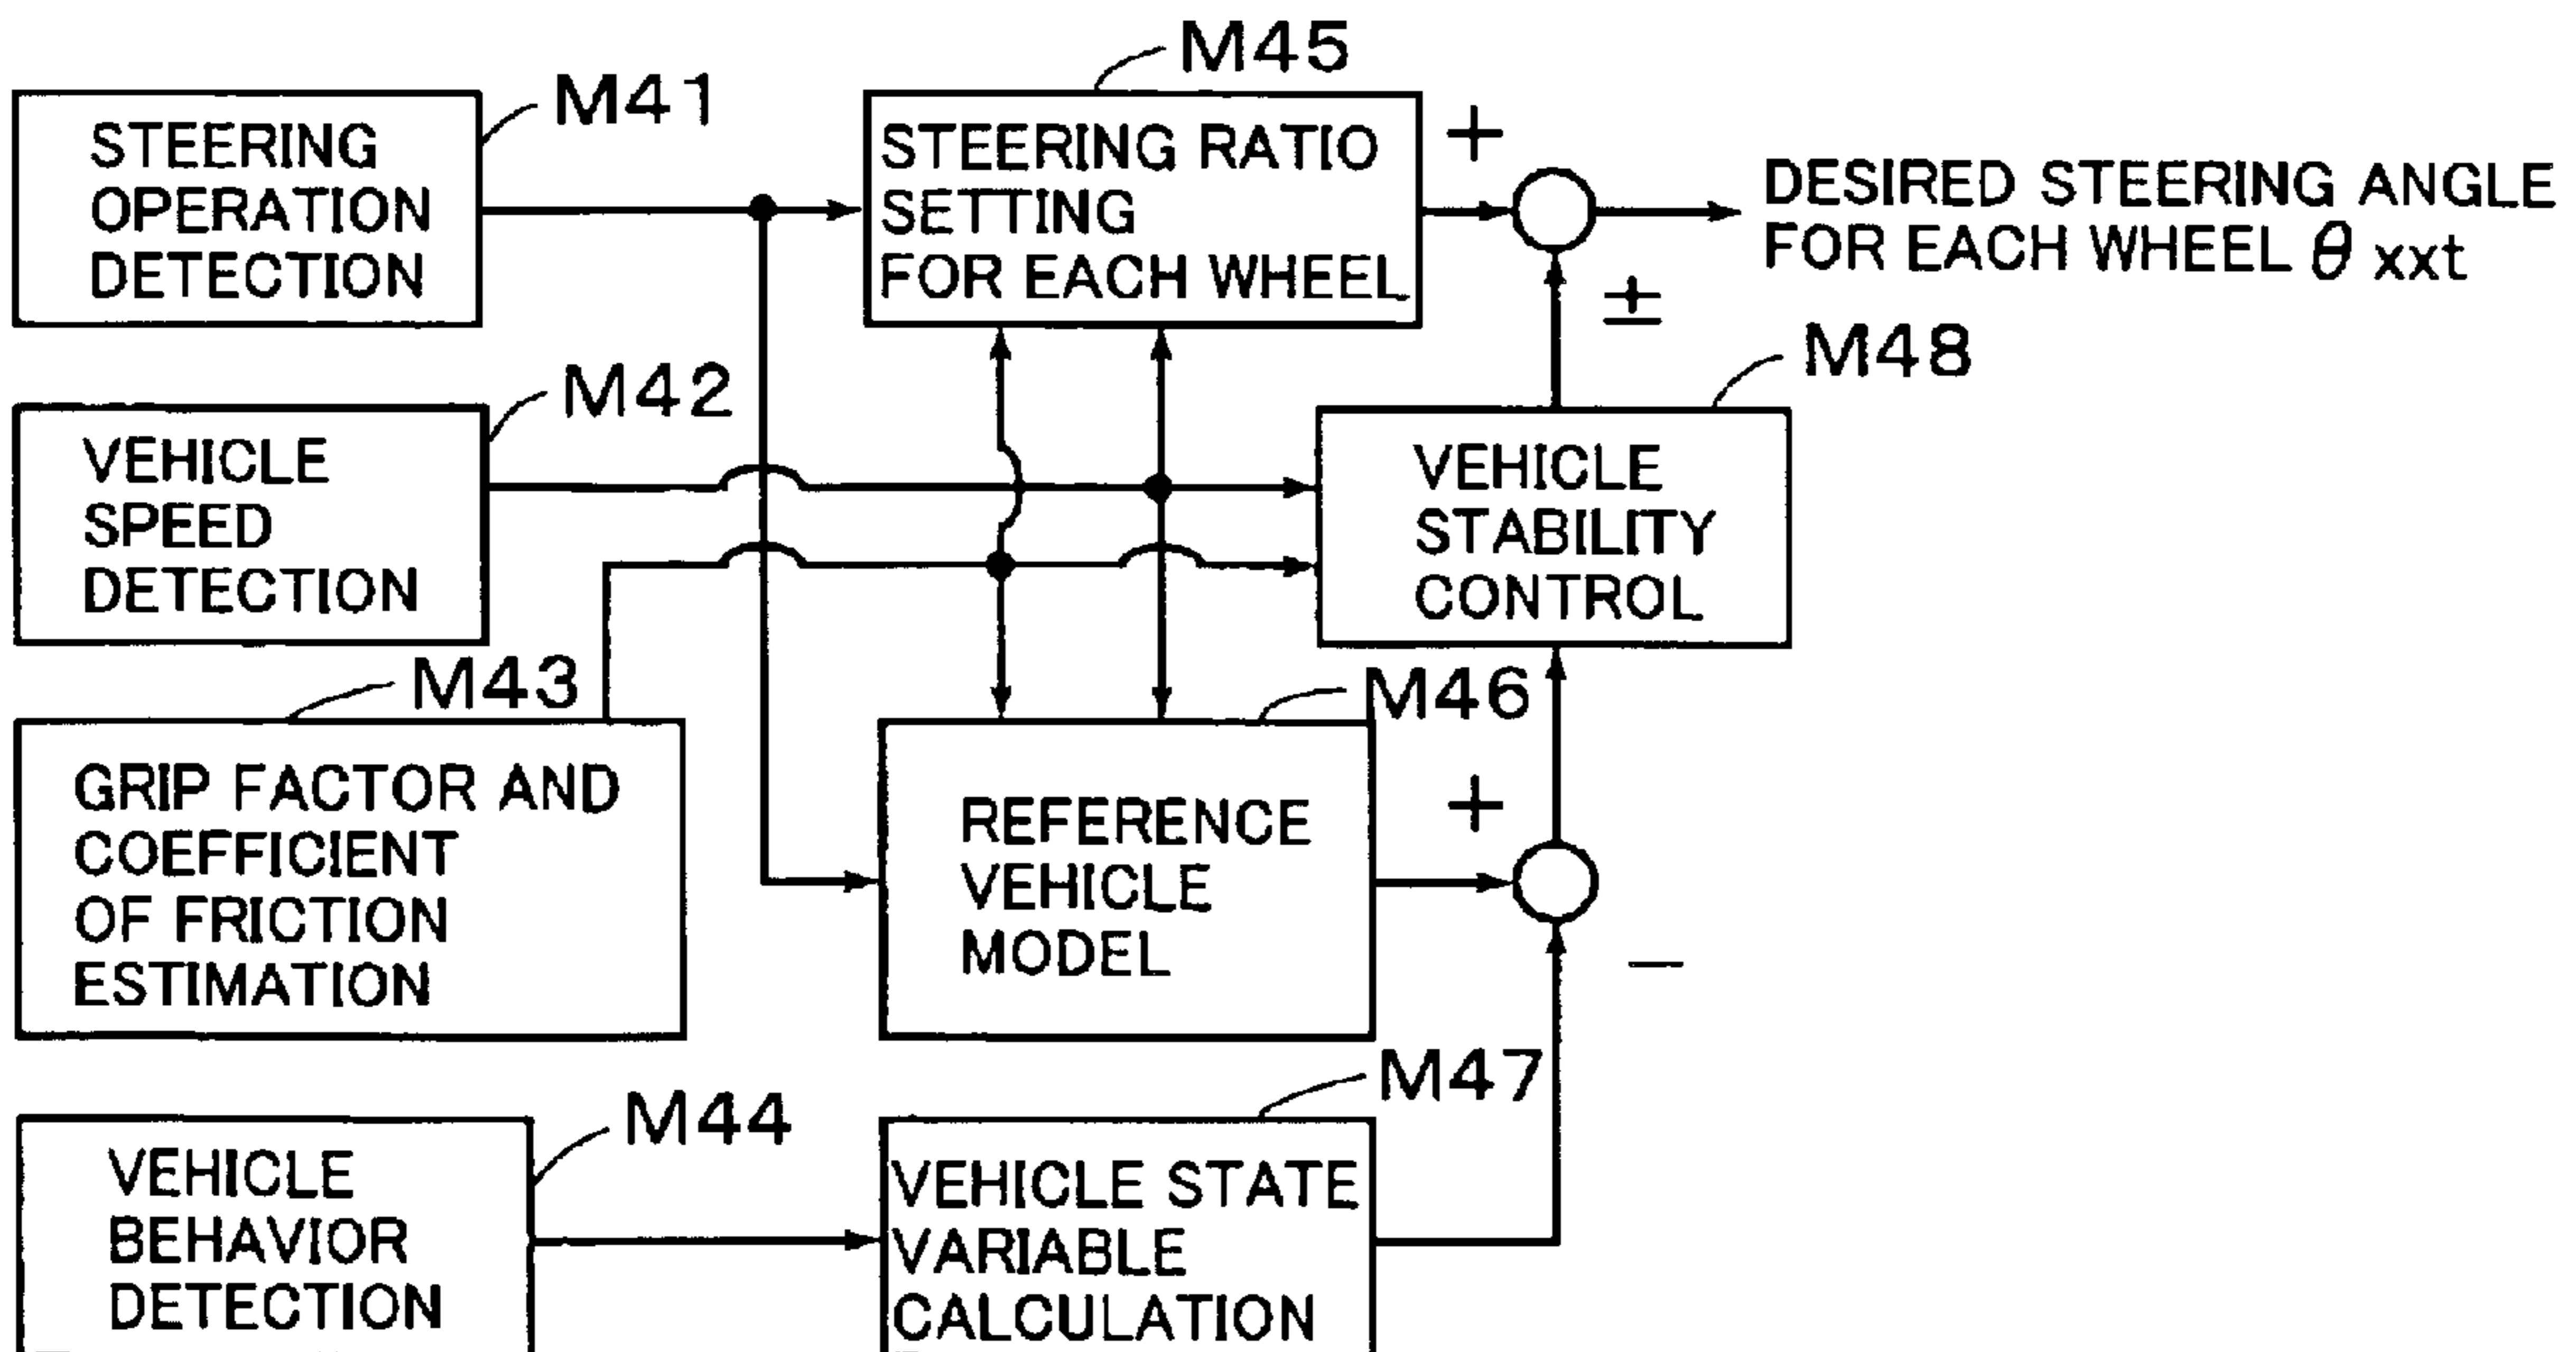 M45
M41
STEERING
OPERATION
DETECTION
STEERING RATIO
SETTING
FOR EACH WHEEL
+
±
DESIRED STEERING ANGLE
FOR EACH WHEEL θ xxt
M42
VEHICLE
SPEED
DETECTION
M48
VEHICLE
STABILITY
CONTROL
M43
GRIP FACTOR AND
COEFFICIENT
OF FRICTION
ESTIMATION
M46
REFERENCE
VEHICLE
MODEL
+
−
M44
VEHICLE
BEHAVIOR
DETECTION
M47
VEHICLE STATE
VARIABLE
CALCULATION